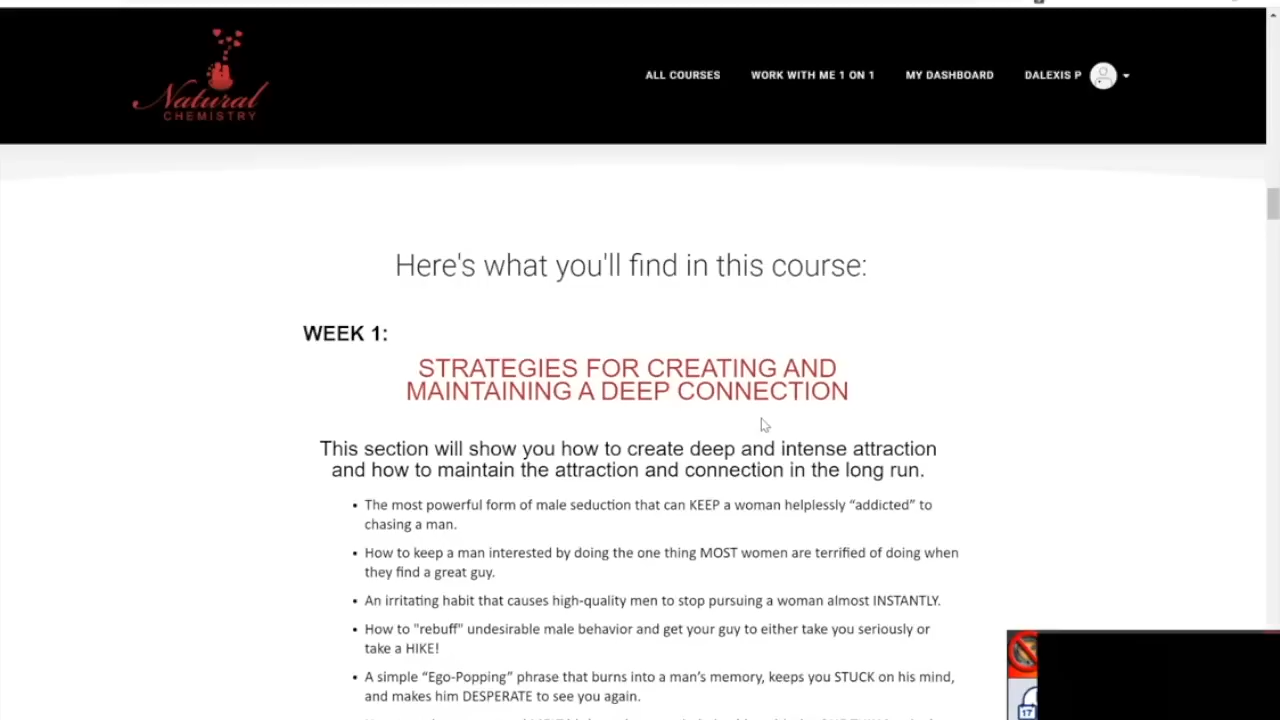 Natural
CHEMISTRY
ALL COURSES
WORK WITH ME 1 ON 1
MY DASHBOARD
DALEXIS P
Here's what you'll find in this course:
WEEK 1:
STRATEGIES FOR CREATING AND
MAINTAINING A DEEP CONNECTION
This section will show you how to create deep and intense attraction
and how to maintain the attraction and connection in the long run.
• The most powerful form of male seduction that can KEEP a woman helplessly “addicted” to
chasing a man.
• How to keep a man interested by doing the one thing MOST women are terrified of doing when
they find a great guy.
• An irritating habit that causes high-quality men to stop pursuing a woman almost INSTANTLY.
• How to "rebuff" undesirable male behavior and get your guy to either take you seriously or
take a HIKE!
• A simple “Ego-Popping” phrase that burns into a man’s memory, keeps you STUCK on his mind,
and makes him DESPERATE to see you again.
17